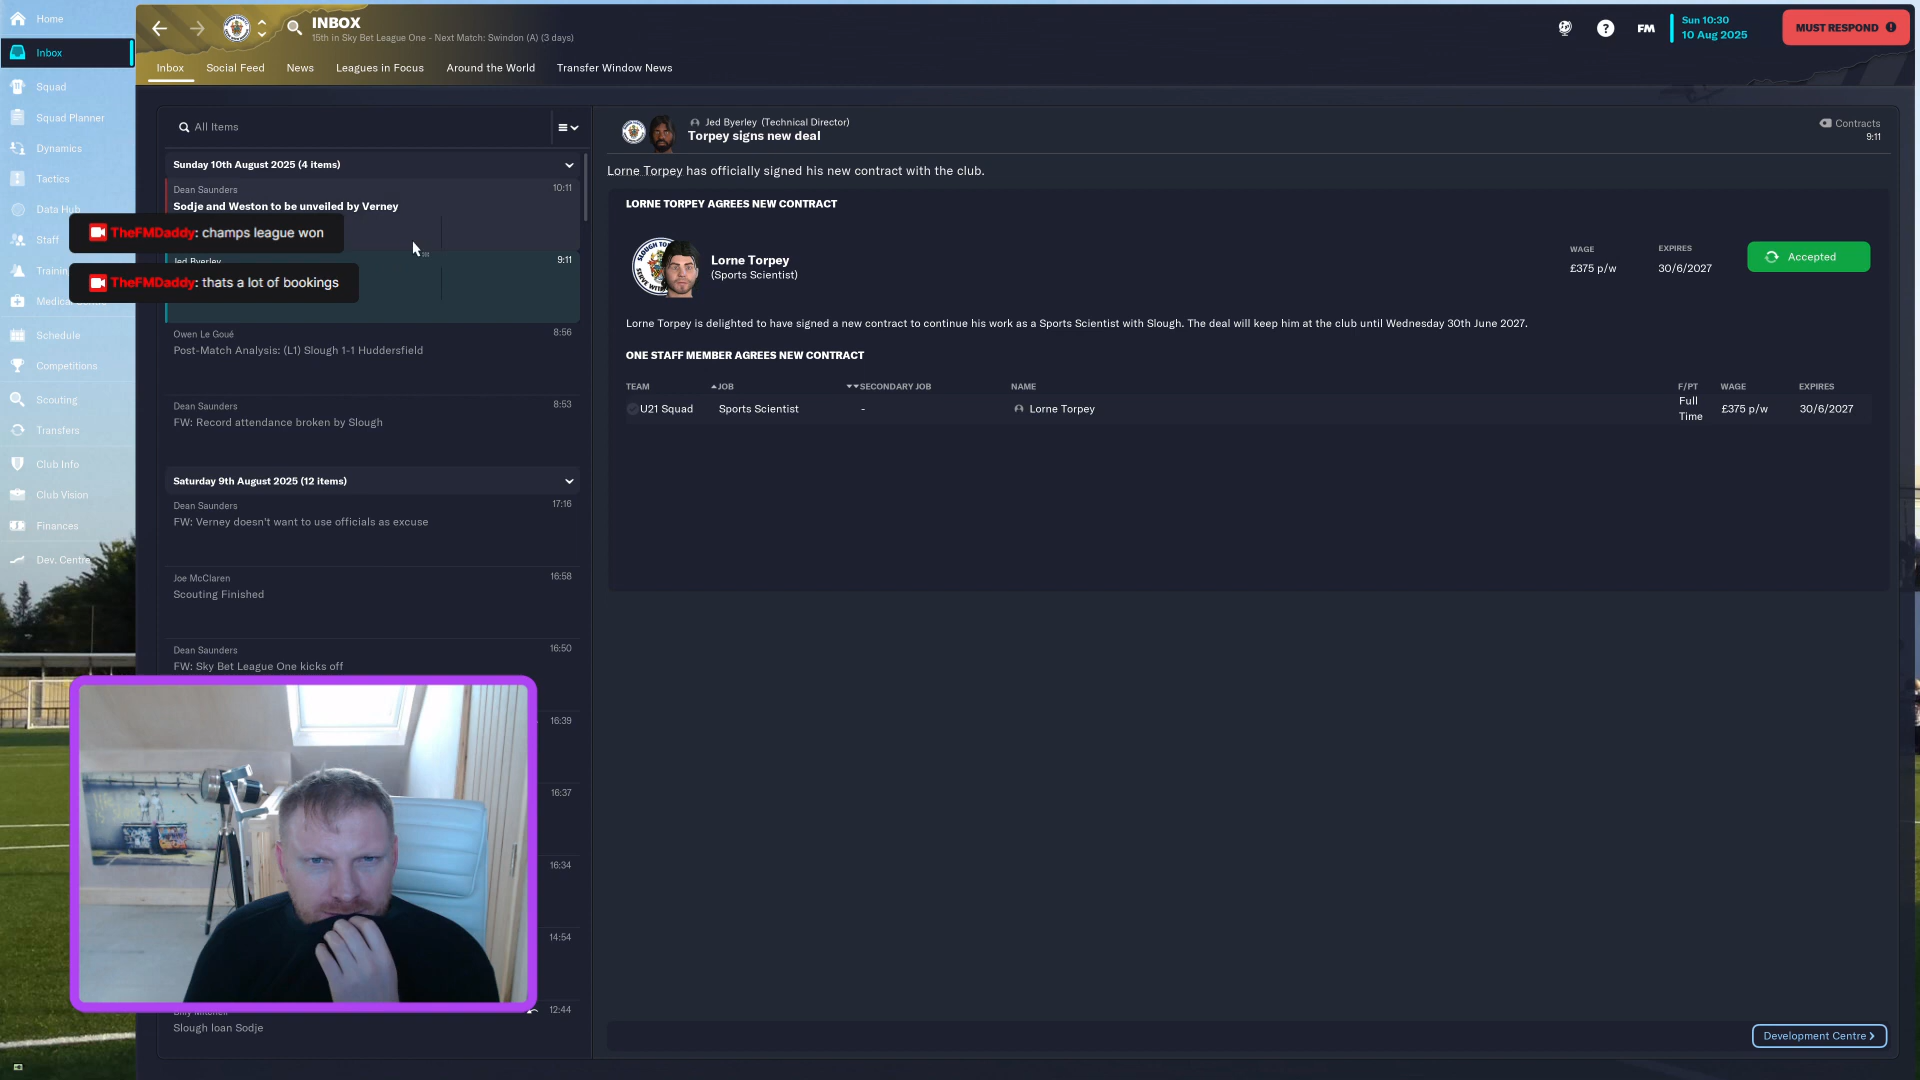 Home
Inbox
Squad
Squad Planner
Dynamics
Tactics
Data Hub
Staff
Medical
Schedule
Competitions
Scouting
Transfers
Club Info
Club Vision
Finances
Dev. Centre
INBOX
15th in Sky Bet League One - Next Match: Swindon (A) (3 days)
FM
Sun 10:30
10 Aug 2025
MUST RESPOND
Inbox
Social Feed
News
Leagues in Focus
Around the World
Transfer Window News
All Items
Sunday 10th August 2025 (4 items)
Dean Saunders
10:11
Sodje and Weston to be unveiled by Verney
TheFMDaddy: champs league won
Jed Byerley
9:11
TheFMDaddy: thats a lot of bookings
Owen Le Goué
8:56
Post-Match Analysis: (L1) Slough 1-1 Huddersfield
Dean Saunders
8:53
FW: Record attendance broken by Slough
Saturday 9th August 2025 (12 items)
Dean Saunders
17:16
FW: Verney doesn't want to use officials as excuse
Joe McClaren
16:58
Scouting Finished
Dean Saunders
16:50
FW: Sky Bet League One kicks off
16:39
16:37
16:34
14:54
12:44
Slough loan Sodje
Jed Byerley (Technical Director)
Torpey signs new deal
Contracts
9:11
Lorne Torpey has officially signed his new contract with the club.
LORNE TORPEY AGREES NEW CONTRACT
Lorne Torpey
(Sports Scientist)
WAGE
£375 p/w
EXPIRES
30/6/2027
Accepted
Lorne Torpey is delighted to have signed a new contract to continue his work as a Sports Scientist with Slough. The deal will keep him at the club until Wednesday 30th June 2027.
ONE STAFF MEMBER AGREES NEW CONTRACT
TEAM JOB SECONDARY JOB NAME F/PT WAGE EXPIRES
U21 Squad Sports Scientist - Lorne Torpey Full Time £375 p/w 30/6/2027
Development Centre